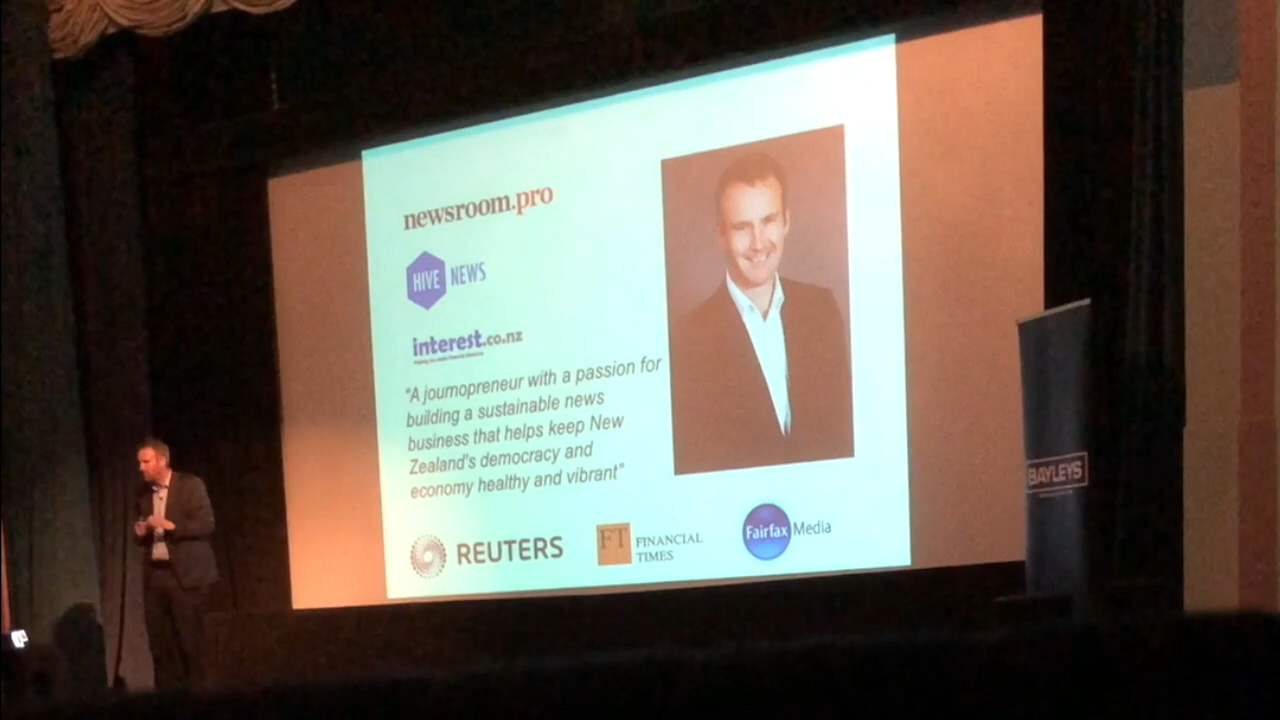 newsroom.pro
HIVE NEWS
interest.co.nz
"A journopreneur with a passion for
building a sustainable news
business that helps keep New
Zealand's democracy and
economy healthy and vibrant"
REUTERS
FT FINANCIAL
TIMES
Fairfax Media
BAYLEYS